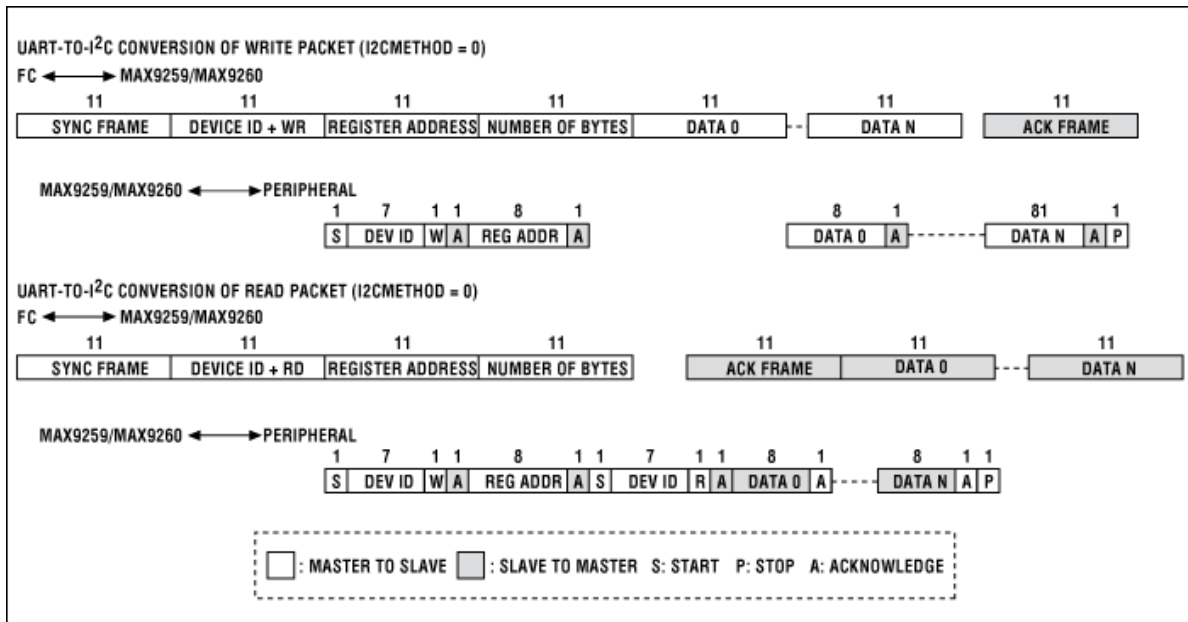 UART-TO-I2C CONVERSION OF WRITE PACKET (I2CMETHOD = 0)
FC MAX9259/MAX9260
11 11 11 11 11 11 11
SYNC FRAME DEVICE ID + WR REGISTER ADDRESS NUMBER OF BYTES DATA 0 DATA N ACK FRAME
MAX9259/MAX9260 PERIPHERAL
1 7 1 1 8 1 8 1 81 1
S DEV ID W A REG ADDR A DATA 0 A DATA N A P
UART-TO-I2C CONVERSION OF READ PACKET (I2CMETHOD = 0)
FC MAX9259/MAX9260
11 11 11 11 11 11 11
SYNC FRAME DEVICE ID + RD REGISTER ADDRESS NUMBER OF BYTES ACK FRAME DATA 0 DATA N
MAX9259/MAX9260 PERIPHERAL
1 7 1 1 8 1 1 7 1 1 8 1 8 1 1
S DEV ID W A REG ADDR A S DEV ID R A DATA 0 A DATA N A P
: MASTER TO SLAVE : SLAVE TO MASTER S: START P: STOP A: ACKNOWLEDGE